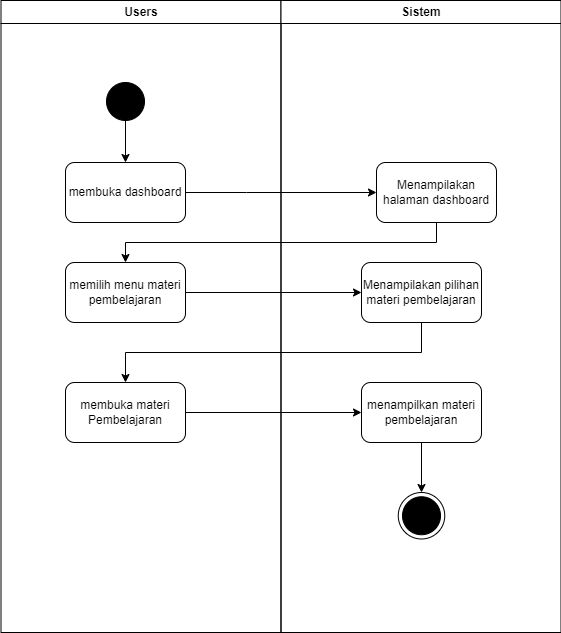 Users
Sistem
membuka dashboard
Menampilakan
halaman dashboard
memilih menu materi
pembelajaran
Menampilakan pilihan
materi pembelajaran
membuka materi
Pembelajaran
menampilkan materi
pembelajaran